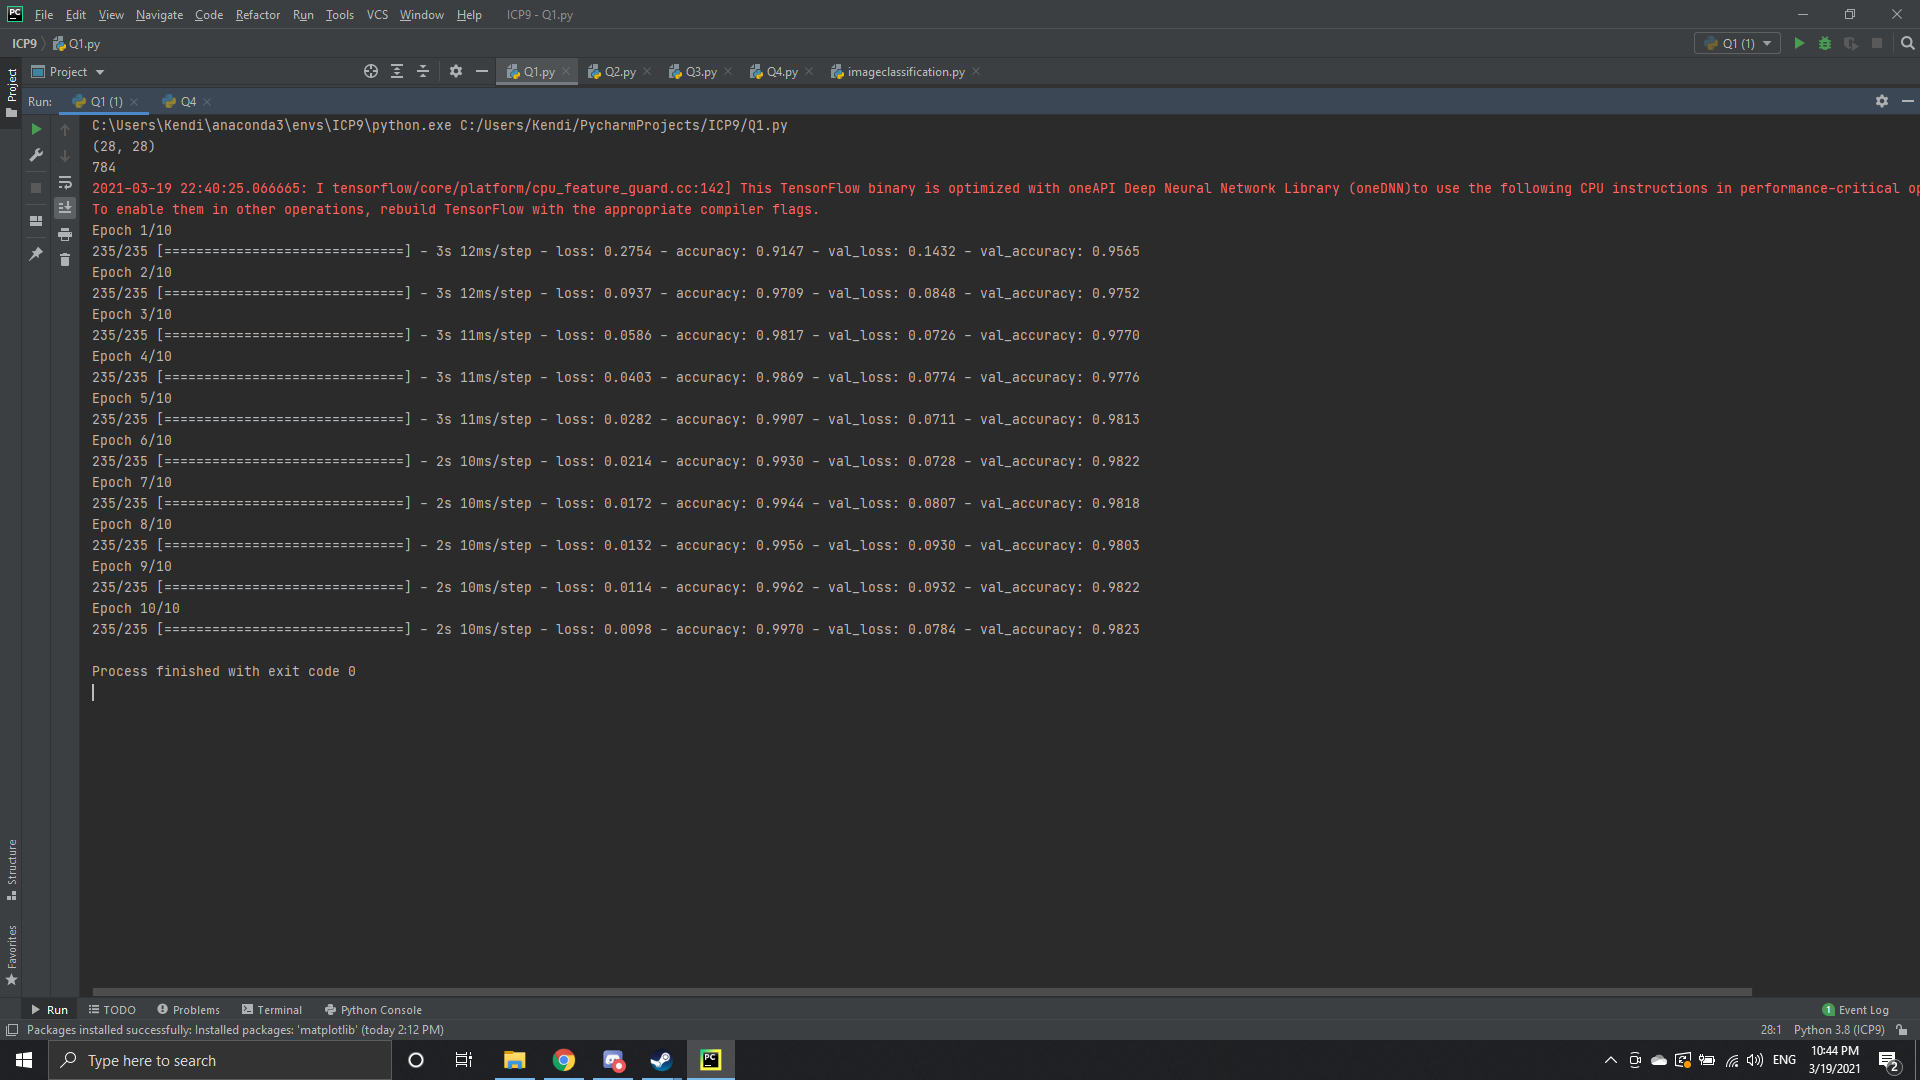 PC File Edit View Navigate Code Refactor Run Tools VCS Window Help ICP9 - Q1.py
ICP9 Q1.py Q1 (1)
Project Project Q1.py Q2.py Q3.py Q4.py imageclassification.py
Run: Q1 (1) Q4
C:\Users\Kendi\anaconda3\envs\ICP9\python.exe C:/Users/Kendi/PycharmProjects/ICP9/Q1.py
(28, 28)
784
2021-03-19 22:40:25.066665: I tensorflow/core/platform/cpu_feature_guard.cc:142] This TensorFlow binary is optimized with oneAPI Deep Neural Network Library (oneDNN)to use the following CPU instructions in performance-critical op
To enable them in other operations, rebuild TensorFlow with the appropriate compiler flags.
Epoch 1/10
235/235 [==============================] - 3s 12ms/step - loss: 0.2754 - accuracy: 0.9147 - val_loss: 0.1432 - val_accuracy: 0.9565
Epoch 2/10
235/235 [==============================] - 3s 12ms/step - loss: 0.0937 - accuracy: 0.9709 - val_loss: 0.0848 - val_accuracy: 0.9752
Epoch 3/10
235/235 [==============================] - 3s 11ms/step - loss: 0.0586 - accuracy: 0.9817 - val_loss: 0.0726 - val_accuracy: 0.9770
Epoch 4/10
235/235 [==============================] - 3s 11ms/step - loss: 0.0403 - accuracy: 0.9869 - val_loss: 0.0774 - val_accuracy: 0.9776
Epoch 5/10
235/235 [==============================] - 3s 11ms/step - loss: 0.0282 - accuracy: 0.9907 - val_loss: 0.0711 - val_accuracy: 0.9813
Epoch 6/10
235/235 [==============================] - 2s 10ms/step - loss: 0.0214 - accuracy: 0.9930 - val_loss: 0.0728 - val_accuracy: 0.9822
Epoch 7/10
235/235 [==============================] - 2s 10ms/step - loss: 0.0172 - accuracy: 0.9944 - val_loss: 0.0807 - val_accuracy: 0.9818
Epoch 8/10
235/235 [==============================] - 2s 10ms/step - loss: 0.0132 - accuracy: 0.9956 - val_loss: 0.0930 - val_accuracy: 0.9803
Epoch 9/10
235/235 [==============================] - 2s 10ms/step - loss: 0.0114 - accuracy: 0.9962 - val_loss: 0.0932 - val_accuracy: 0.9822
Epoch 10/10
235/235 [==============================] - 2s 10ms/step - loss: 0.0098 - accuracy: 0.9970 - val_loss: 0.0784 - val_accuracy: 0.9823
Process finished with exit code 0
Structure
Favorites
Run TODO Problems Terminal Python Console 1 Event Log
Packages installed successfully: Installed packages: 'matplotlib' (today 2:12 PM) 28:1 Python 3.8 (ICP9)
Type here to search PC ENG 10:44 PM
3/19/2021 2